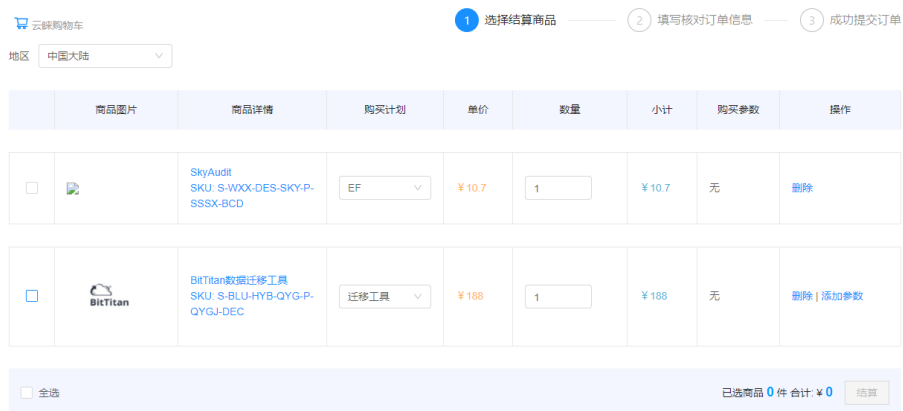 云睐购物车
1 选择结算商品
2 填写核对订单信息
3 成功提交订单
地区 中国大陆
商品图片 商品详情 购买计划 单价 数量 小计 购买参数 操作
SkyAudit
SKU: S-WXX-DES-SKY-P-
SSSX-BCD
EF ¥ 10.7 1 ¥ 10.7 无 删除
BitTitan
BitTitan数据迁移工具
SKU: S-BLU-HYB-QYG-P-
QYGJ-DEC
迁移工具 ¥ 188 1 ¥ 188 无 删除 | 添加参数
全选 已选商品 0 件 合计: ¥ 0 结算